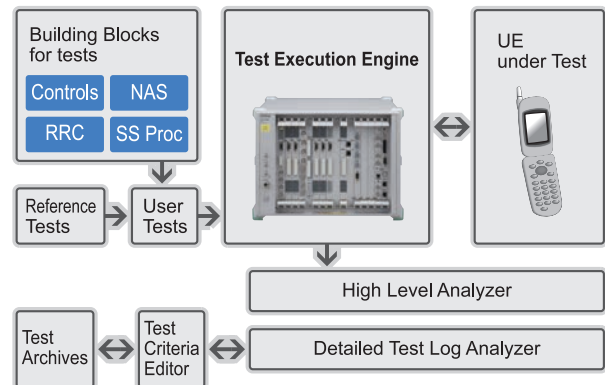 Building Blocks
for tests
Controls
NAS
RRC
SS Proc
Test Execution Engine
UE
under Test
Reference
Tests
User
Tests
High Level Analyzer
Test
Archives
Test
Criteria
Editor
Detailed Test Log Analyzer